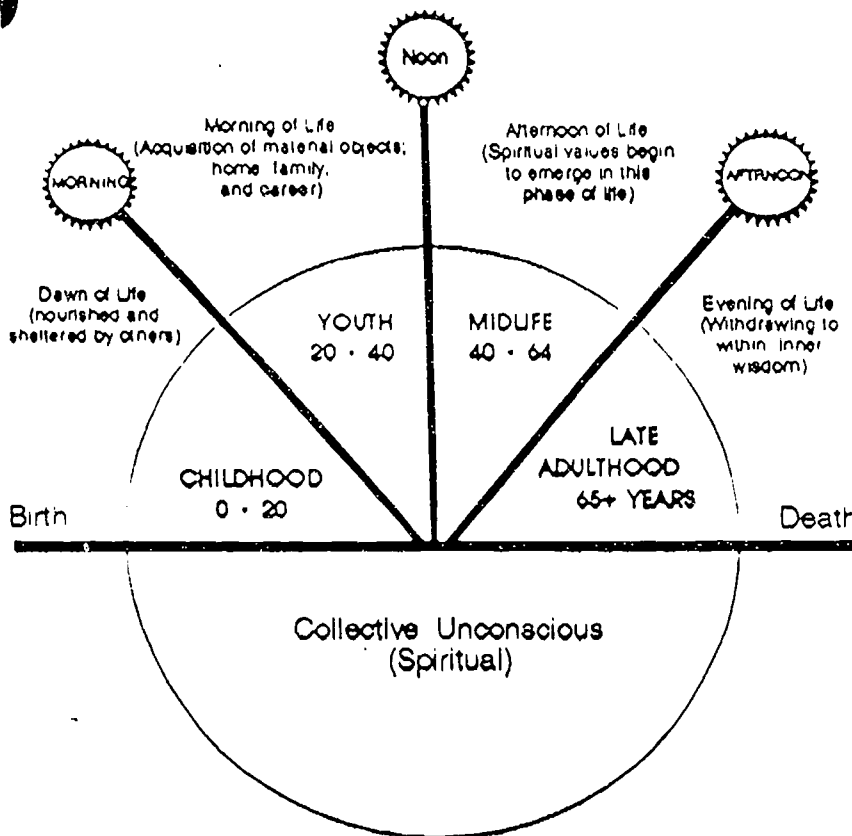 Noon
Morning of Life
(Acquisition of material objects;
home family,
and career)
Afternoon of Life
(Spiritual values begin
to emerge in this
phase of life)
MORNING
AFTRNOON
Dawn of Life
(nourished and
sheltered by others)
Evening of Life
(Withdrawing to
within inner
wisdom)
YOUTH
20 · 40
MIDLIFE
40 · 64
CHILDHOOD
0 · 20
LATE
ADULTHOOD
65+ YEARS
Birth
Death
Collective Unconscious
(Spiritual)